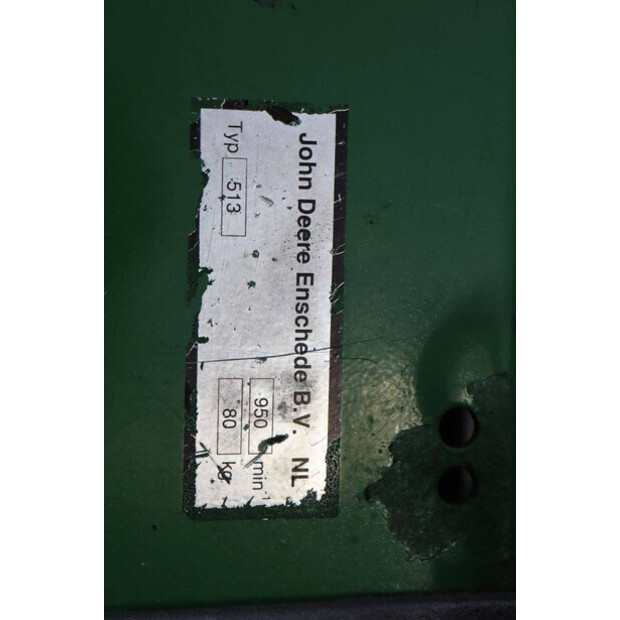 John Deere Enschede B.V. NL
950 min⁻¹
Typ 513 80 kg